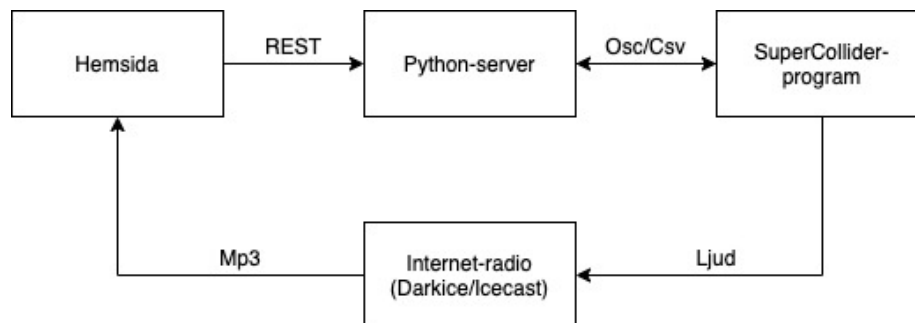 Hemsida
REST
Python-server
Osc/Csv
SuperCollider-
program
Mp3
Internet-radio
(Darkice/Icecast)
Ljud